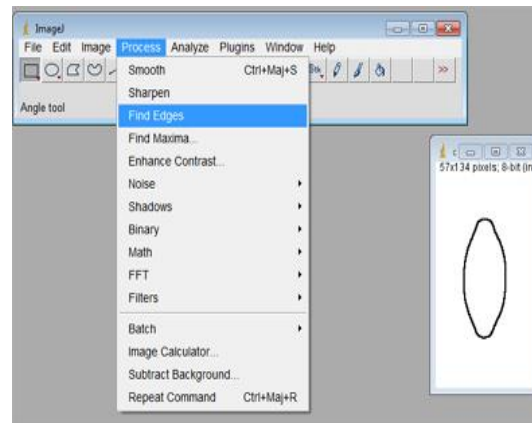 ImageJ
File Edit Image Process Analyze Plugins Window Help
Stk >>
Angle tool
Smooth Ctrl+Maj+S
Sharpen
Find Edges
Find Maxima...
Enhance Contrast...
Noise
Shadows
Binary
Math
FFT
Filters
Batch
Image Calculator...
Subtract Background...
Repeat Command Ctrl+Maj+R
c
57x134 pixels; 8-bit (in